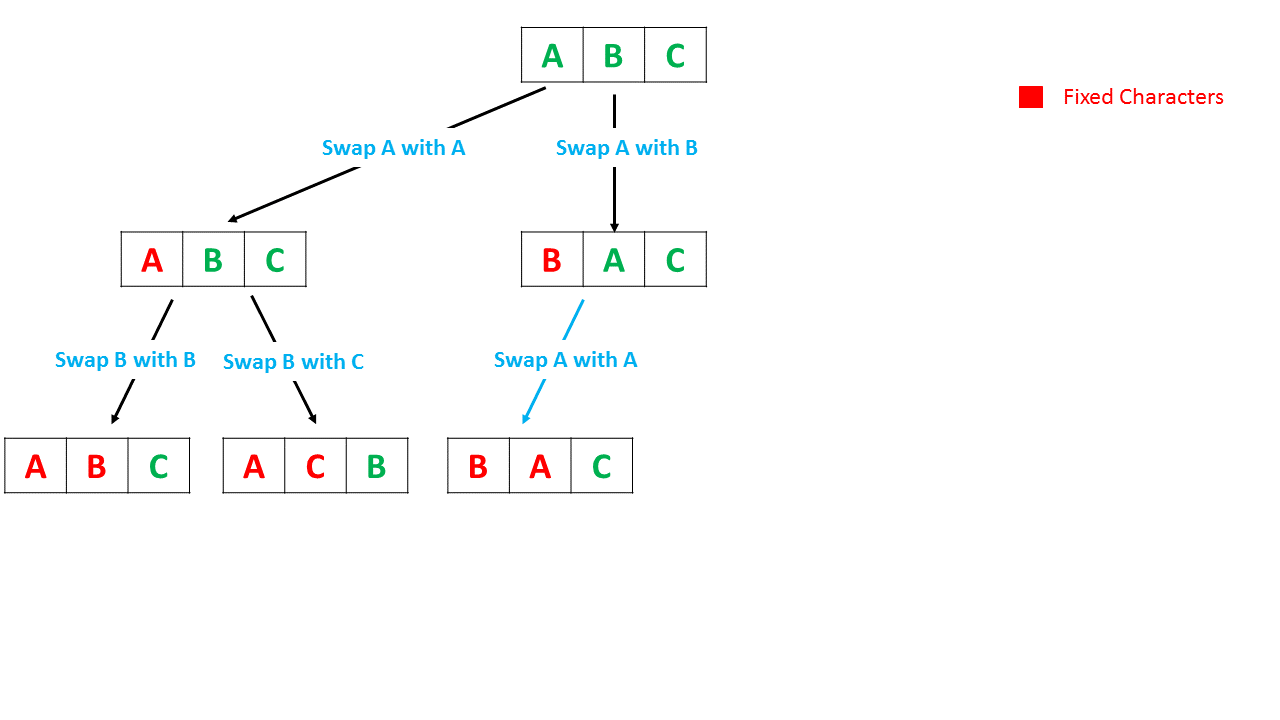 A B C
Fixed Characters
Swap A with A
Swap A with B
A B C
B A C
Swap B with B
Swap B with C
Swap A with A
A B C
A C B
B A C